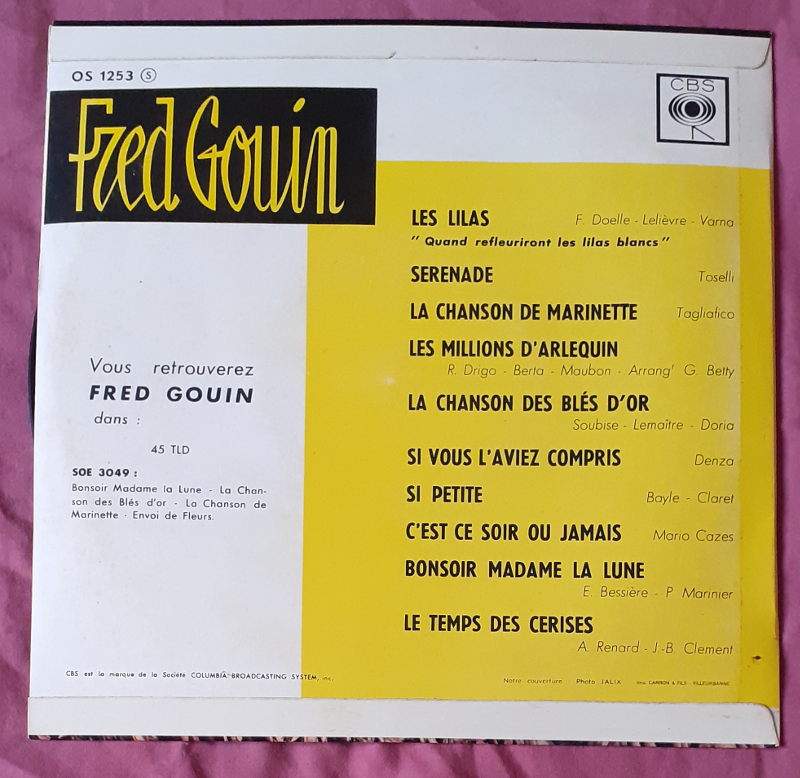 OS 1253 Ⓢ
CBS
Fred Gouin
LES LILAS F. Doelle - Lelièvre - Varna
"Quand refleuriront les lilas blancs"
SERENADE Toselli
LA CHANSON DE MARINETTE Tagliafico
LES MILLIONS D'ARLEQUIN
R. Drigo - Berta - Maubon - Arrang' G. Betty
LA CHANSON DES BLÉS D'OR
Soubise - Lemaître - Doria
SI VOUS L'AVIEZ COMPRIS Denza
SI PETITE Bayle - Claret
C'EST CE SOIR OU JAMAIS Mario Cazes
BONSOIR MADAME LA LUNE
E. Bessière - P. Marinier
LE TEMPS DES CERISES
A. Renard - J.-B. Clement
Vous retrouverez
FRED GOUIN
dans :
45 TLD
SOE 3049 :
Bonsoir Madame la Lune - La Chan-
son des Blés d'or - La Chanson de
Marinette - Envoi de Fleurs.
CBS est la marque de la Société COLUMBIA-BROADCASTING SYSTEM, inc.
Notre couverture Photo JALIX Imp. CARRON & FILS - VILLEURBANNE